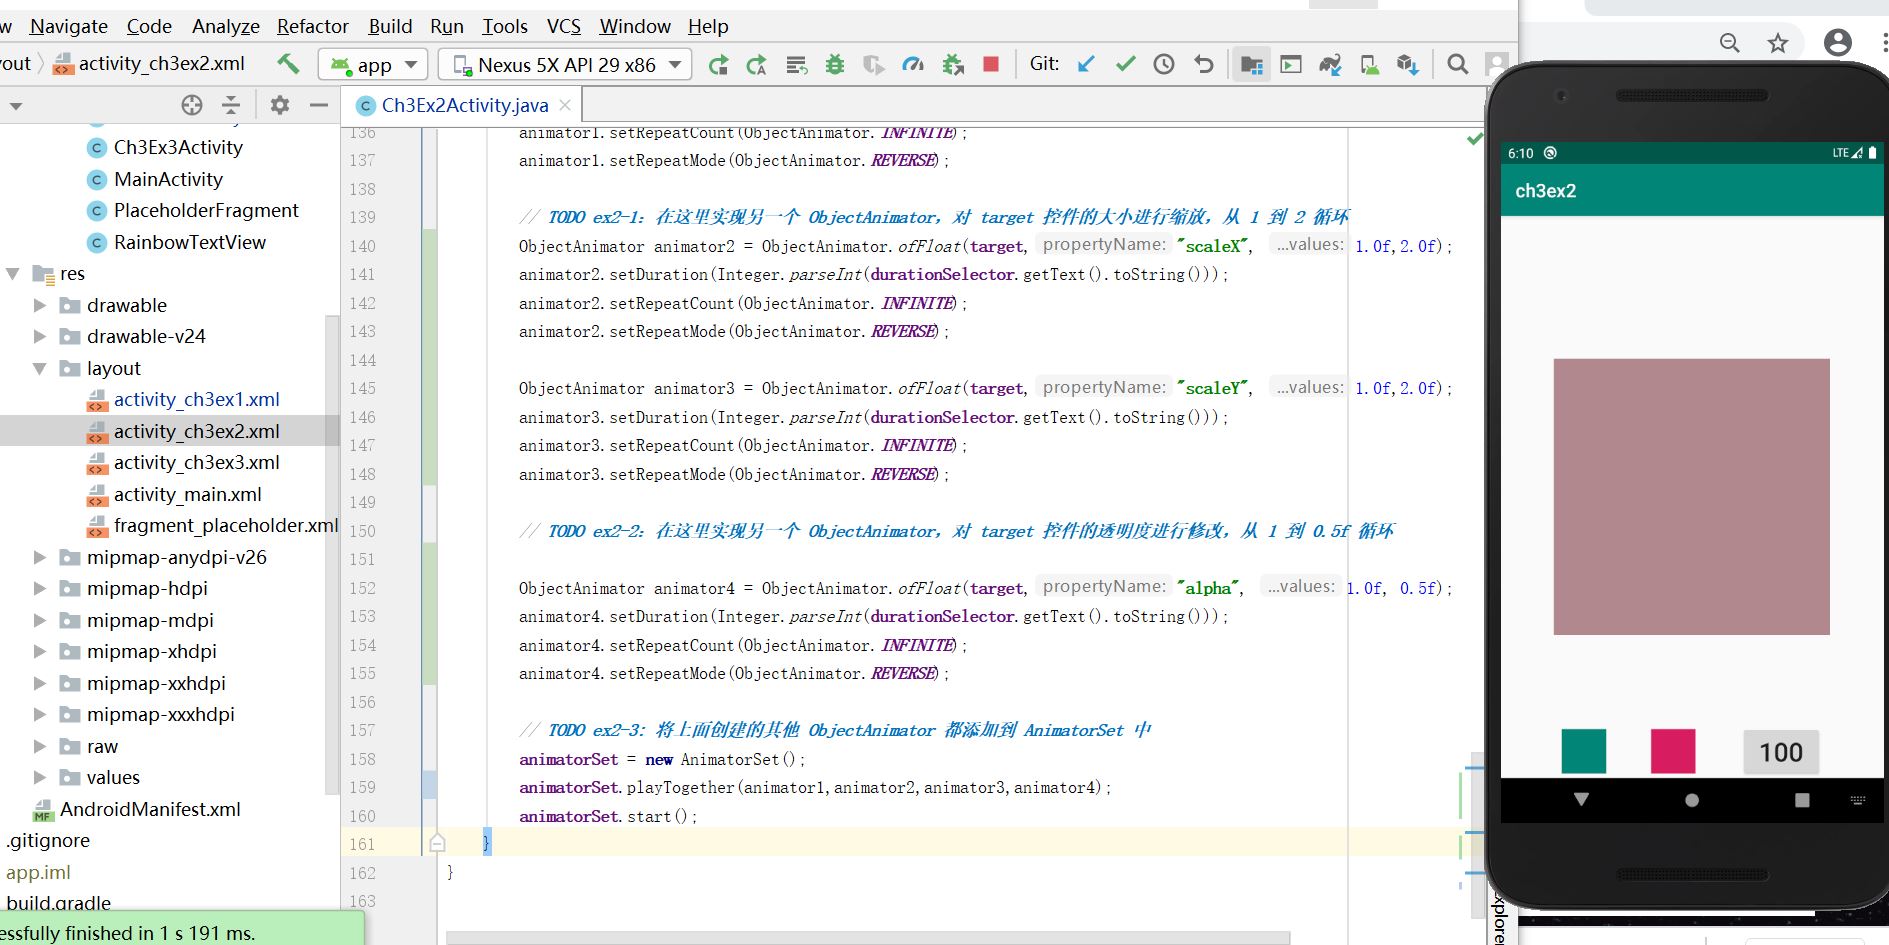 w Navigate Code Analyze Refactor Build Run Tools VCS Window Help
yout activity_ch3ex2.xml app Nexus 5X API 29 x86 Git:
Ch3Ex2Activity.java
Ch3Ex3Activity
MainActivity
PlaceholderFragment
RainbowTextView
res
drawable
drawable-v24
layout
activity_ch3ex1.xml
activity_ch3ex2.xml
activity_ch3ex3.xml
activity_main.xml
fragment_placeholder.xml
mipmap-anydpi-v26
mipmap-hdpi
mipmap-mdpi
mipmap-xhdpi
mipmap-xxhdpi
mipmap-xxxhdpi
raw
values
MF AndroidManifest.xml
.gitignore
app.iml
build.gradle
essfully finished in 1 s 191 ms.
136 animator1.setRepeatCount(ObjectAnimator.INFINITE);
137 animator1.setRepeatMode(ObjectAnimator.REVERSE);
138
139 // TODO ex2-1: 在这里实现另一个 ObjectAnimator，对 target 控件的大小进行缩放，从 1 到 2 循环
140 ObjectAnimator animator2 = ObjectAnimator.ofFloat(target, propertyName: "scaleX", ...values: 1.0f,2.0f);
141 animator2.setDuration(Integer.parseInt(durationSelector.getText().toString()));
142 animator2.setRepeatCount(ObjectAnimator.INFINITE);
143 animator2.setRepeatMode(ObjectAnimator.REVERSE);
144
145 ObjectAnimator animator3 = ObjectAnimator.ofFloat(target, propertyName: "scaleY", ...values: 1.0f,2.0f);
146 animator3.setDuration(Integer.parseInt(durationSelector.getText().toString()));
147 animator3.setRepeatCount(ObjectAnimator.INFINITE);
148 animator3.setRepeatMode(ObjectAnimator.REVERSE);
149
150 // TODO ex2-2: 在这里实现另一个 ObjectAnimator，对 target 控件的透明度进行修改，从 1 到 0.5f 循环
151
152 ObjectAnimator animator4 = ObjectAnimator.ofFloat(target, propertyName: "alpha", ...values: 1.0f, 0.5f);
153 animator4.setDuration(Integer.parseInt(durationSelector.getText().toString()));
154 animator4.setRepeatCount(ObjectAnimator.INFINITE);
155 animator4.setRepeatMode(ObjectAnimator.REVERSE);
156
157 // TODO ex2-3: 将上面创建的其他 ObjectAnimator 都添加到 AnimatorSet 中
158 animatorSet = new AnimatorSet();
159 animatorSet.playTogether(animator1,animator2,animator3,animator4);
160 animatorSet.start();
161 }
162 }
163
6:10 LTE
ch3ex2
100
xplorer